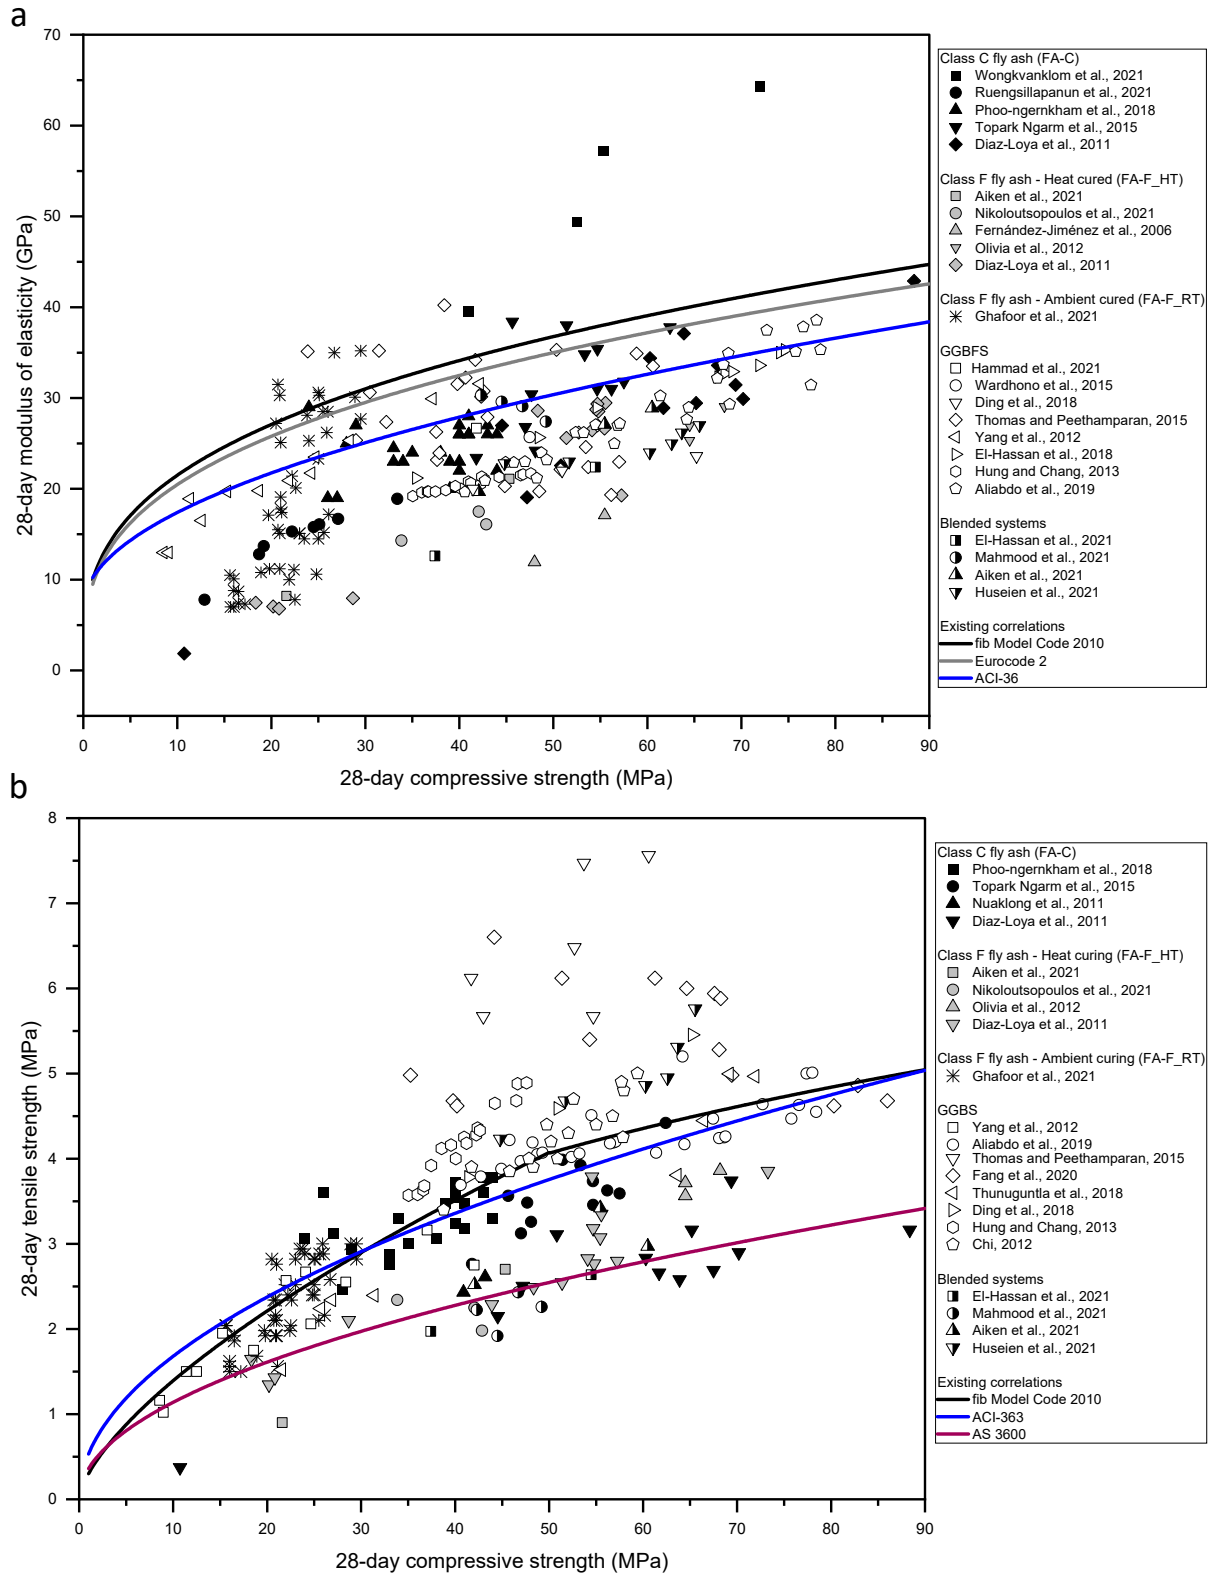 a
70
60
50
40
30
20
10
0
28-day modulus of elasticity (GPa)
0 10 20 30 40 50 60 70 80 90
28-day compressive strength (MPa)
Class C fly ash (FA-C)
Wongkvanklom et al., 2021
Ruengsillapanun et al., 2021
Phoo-ngernkham et al., 2018
Topark Ngarm et al., 2015
Diaz-Loya et al., 2011
Class F fly ash - Heat cured (FA-F_HT)
Aiken et al., 2021
Nikoloutsopoulos et al., 2021
Fernández-Jiménez et al., 2006
Olivia et al., 2012
Diaz-Loya et al., 2011
Class F fly ash - Ambient cured (FA-F_RT)
Ghafoor et al., 2021
GGBFS
Hammad et al., 2021
Wardhono et al., 2015
Ding et al., 2018
Thomas and Peethamparan, 2015
Yang et al., 2012
El-Hassan et al., 2018
Hung and Chang, 2013
Aliabdo et al., 2019
Blended systems
El-Hassan et al., 2021
Mahmood et al., 2021
Aiken et al., 2021
Huseien et al., 2021
Existing correlations
fib Model Code 2010
Eurocode 2
ACI-36
b
8
7
6
5
4
3
2
1
0
28-day tensile strength (MPa)
0 10 20 30 40 50 60 70 80 90
28-day compressive strength (MPa)
Class C fly ash (FA-C)
Phoo-ngernkham et al., 2018
Topark Ngarm et al., 2015
Nuaklong et al., 2011
Diaz-Loya et al., 2011
Class F fly ash - Heat curing (FA-F_HT)
Aiken et al., 2021
Nikoloutsopoulos et al., 2021
Olivia et al., 2012
Diaz-Loya et al., 2011
Class F fly ash - Ambient curing (FA-F_RT)
Ghafoor et al., 2021
GGBS
Yang et al., 2012
Aliabdo et al., 2019
Thomas and Peethamparan, 2015
Fang et al., 2020
Thunuguntla et al., 2018
Ding et al., 2018
Hung and Chang, 2013
Chi, 2012
Blended systems
El-Hassan et al., 2021
Mahmood et al., 2021
Aiken et al., 2021
Huseien et al., 2021
Existing correlations
fib Model Code 2010
ACI-363
AS 3600